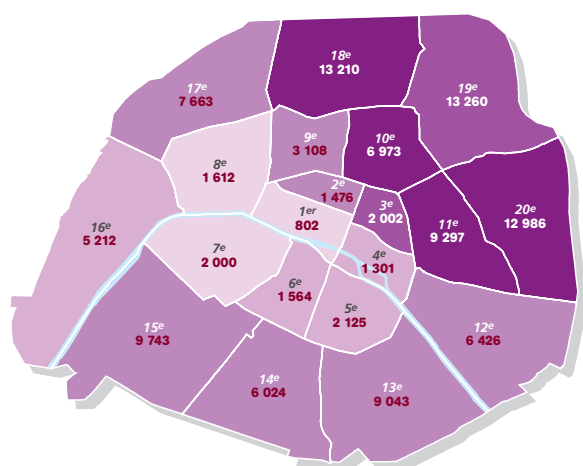 18e
13 210
17e
7 663
19e
13 260
9e
3 108
10e
6 973
8e
1 612
2e
1 476
1er
802
3e
2 002
11e
9 297
20e
12 986
16e
5 212
7e
2 000
4e
1 301
6e
1 564
5e
2 125
15e
9 743
12e
6 426
14e
6 024
13e
9 043